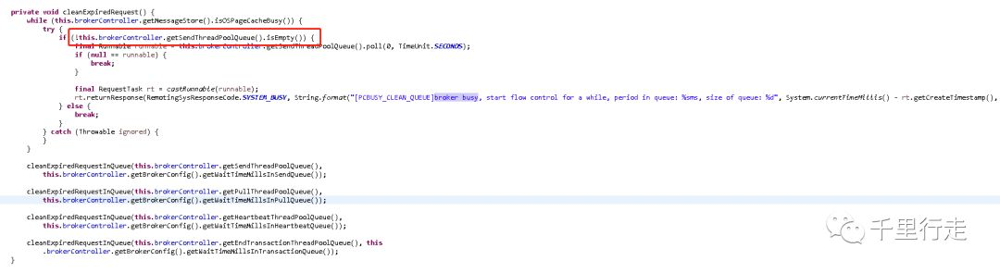 private void cleanExpiredRequest() {
while (this.brokerController.getMessageStore().isOSPageCacheBusy()) {
try {
if (!this.brokerController.getSendThreadPoolQueue().isEmpty()) {
final Runnable runnable = this.brokerController.getSendThreadPoolQueue().poll(0, TimeUnit.SECONDS);
if (null == runnable) {
break;
}
final RequestTask rt = castRunnable(runnable);
rt.returnResponse(RemotingSysResponseCode.SYSTEM_BUSY, String.format("[PCBUSY_CLEAN_QUEUE]broker busy, start flow control for a while, period in queue: %sms, size of queue: %d", System.currentTimeMillis() - rt.getCreateTimestamp(),
} else {
break;
}
} catch (Throwable ignored) {
}
}
cleanExpiredRequestInQueue(this.brokerController.getSendThreadPoolQueue(),
this.brokerController.getBrokerConfig().getWaitTimeMillsInSendQueue());
cleanExpiredRequestInQueue(this.brokerController.getPullThreadPoolQueue(),
this.brokerController.getBrokerConfig().getWaitTimeMillsInPullQueue());
cleanExpiredRequestInQueue(this.brokerController.getHeartbeatThreadPoolQueue(),
this.brokerController.getBrokerConfig().getWaitTimeMillsInHeartbeatQueue());
cleanExpiredRequestInQueue(this.brokerController.getEndTransactionThreadPoolQueue(), this
.brokerController.getBrokerConfig().getWaitTimeMillsInTransactionQueue());
}
千里行走